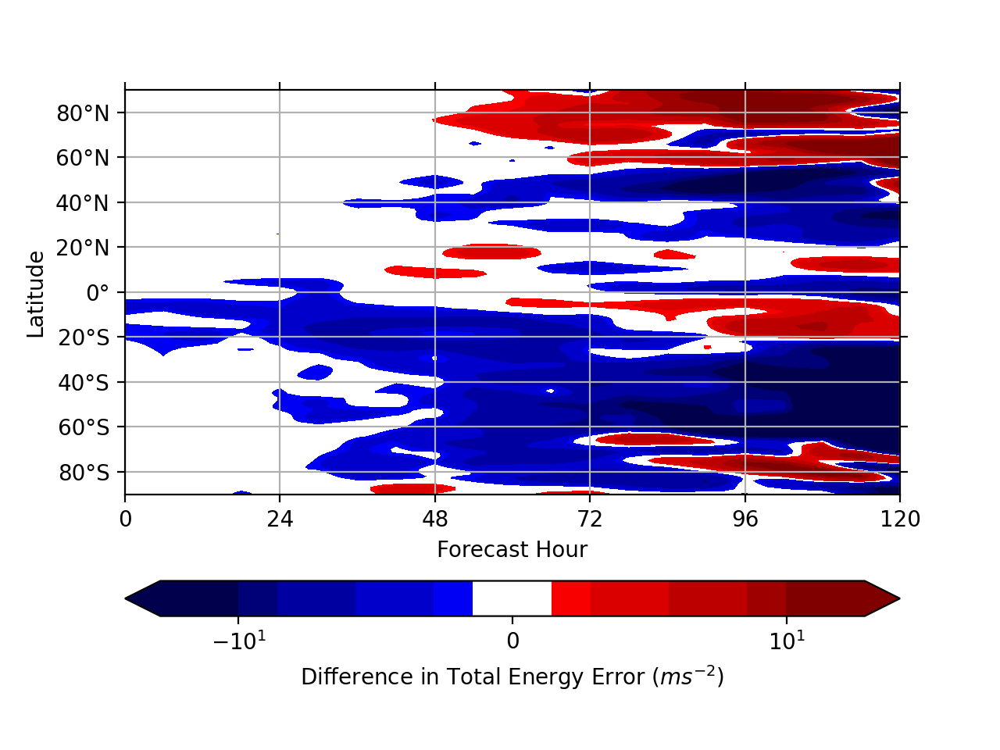 80°N
60°N
40°N
20°N
0°
20°S
40°S
60°S
80°S
Latitude
0 24 48 72 96 120
Forecast Hour
−10¹ 0 10¹
Difference in Total Energy Error (ms⁻²)